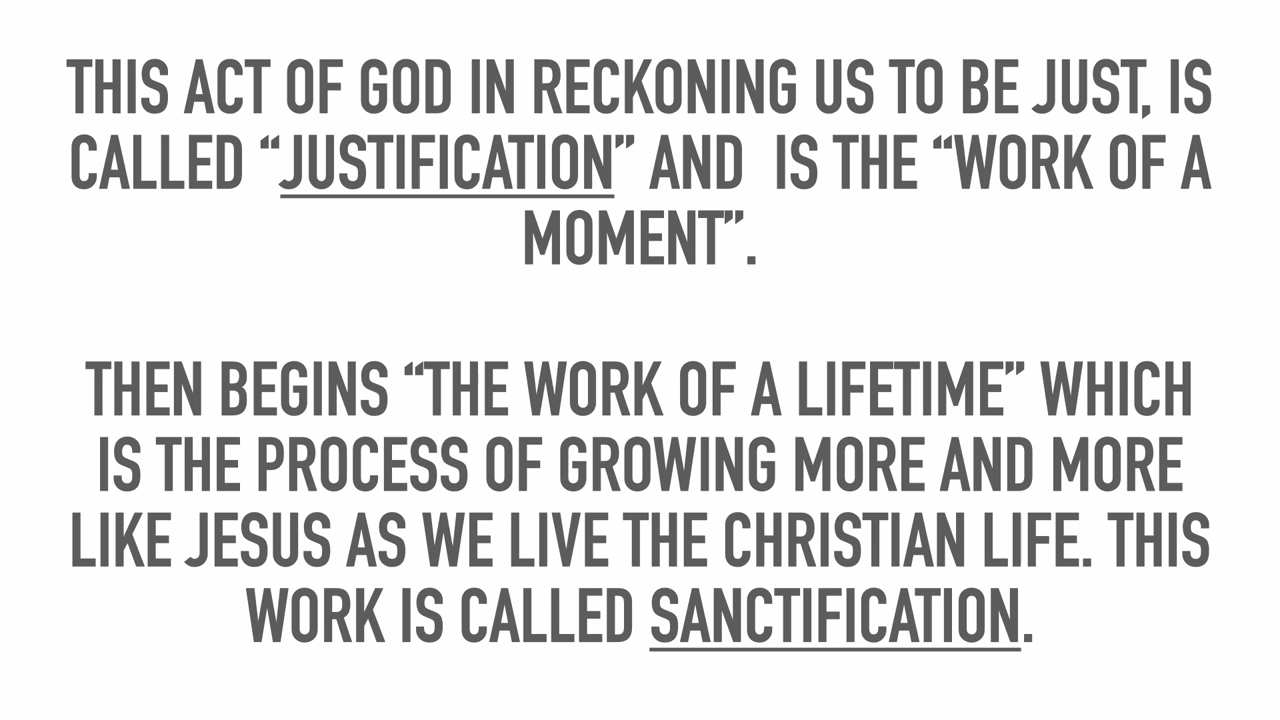 THIS ACT OF GOD IN RECKONING US TO BE JUST, IS
CALLED “JUSTIFICATION” AND  IS THE “WORK OF A
MOMENT”.
THEN BEGINS “THE WORK OF A LIFETIME” WHICH
IS THE PROCESS OF GROWING MORE AND MORE
LIKE JESUS AS WE LIVE THE CHRISTIAN LIFE. THIS
WORK IS CALLED SANCTIFICATION.